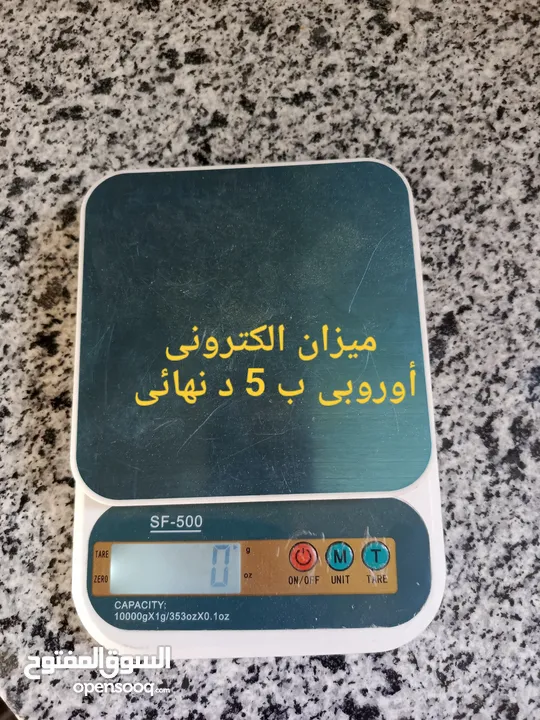 ميزان الكترونى
أوروبى ب 5 د نهائى
SF-500
TARE
ZERO
0
g
oz
ON/OFF
M
UNIT
T
TARE
CAPACITY:
10000gX1g/353ozX0.1oz
السوق المفتوح
opensooq.com